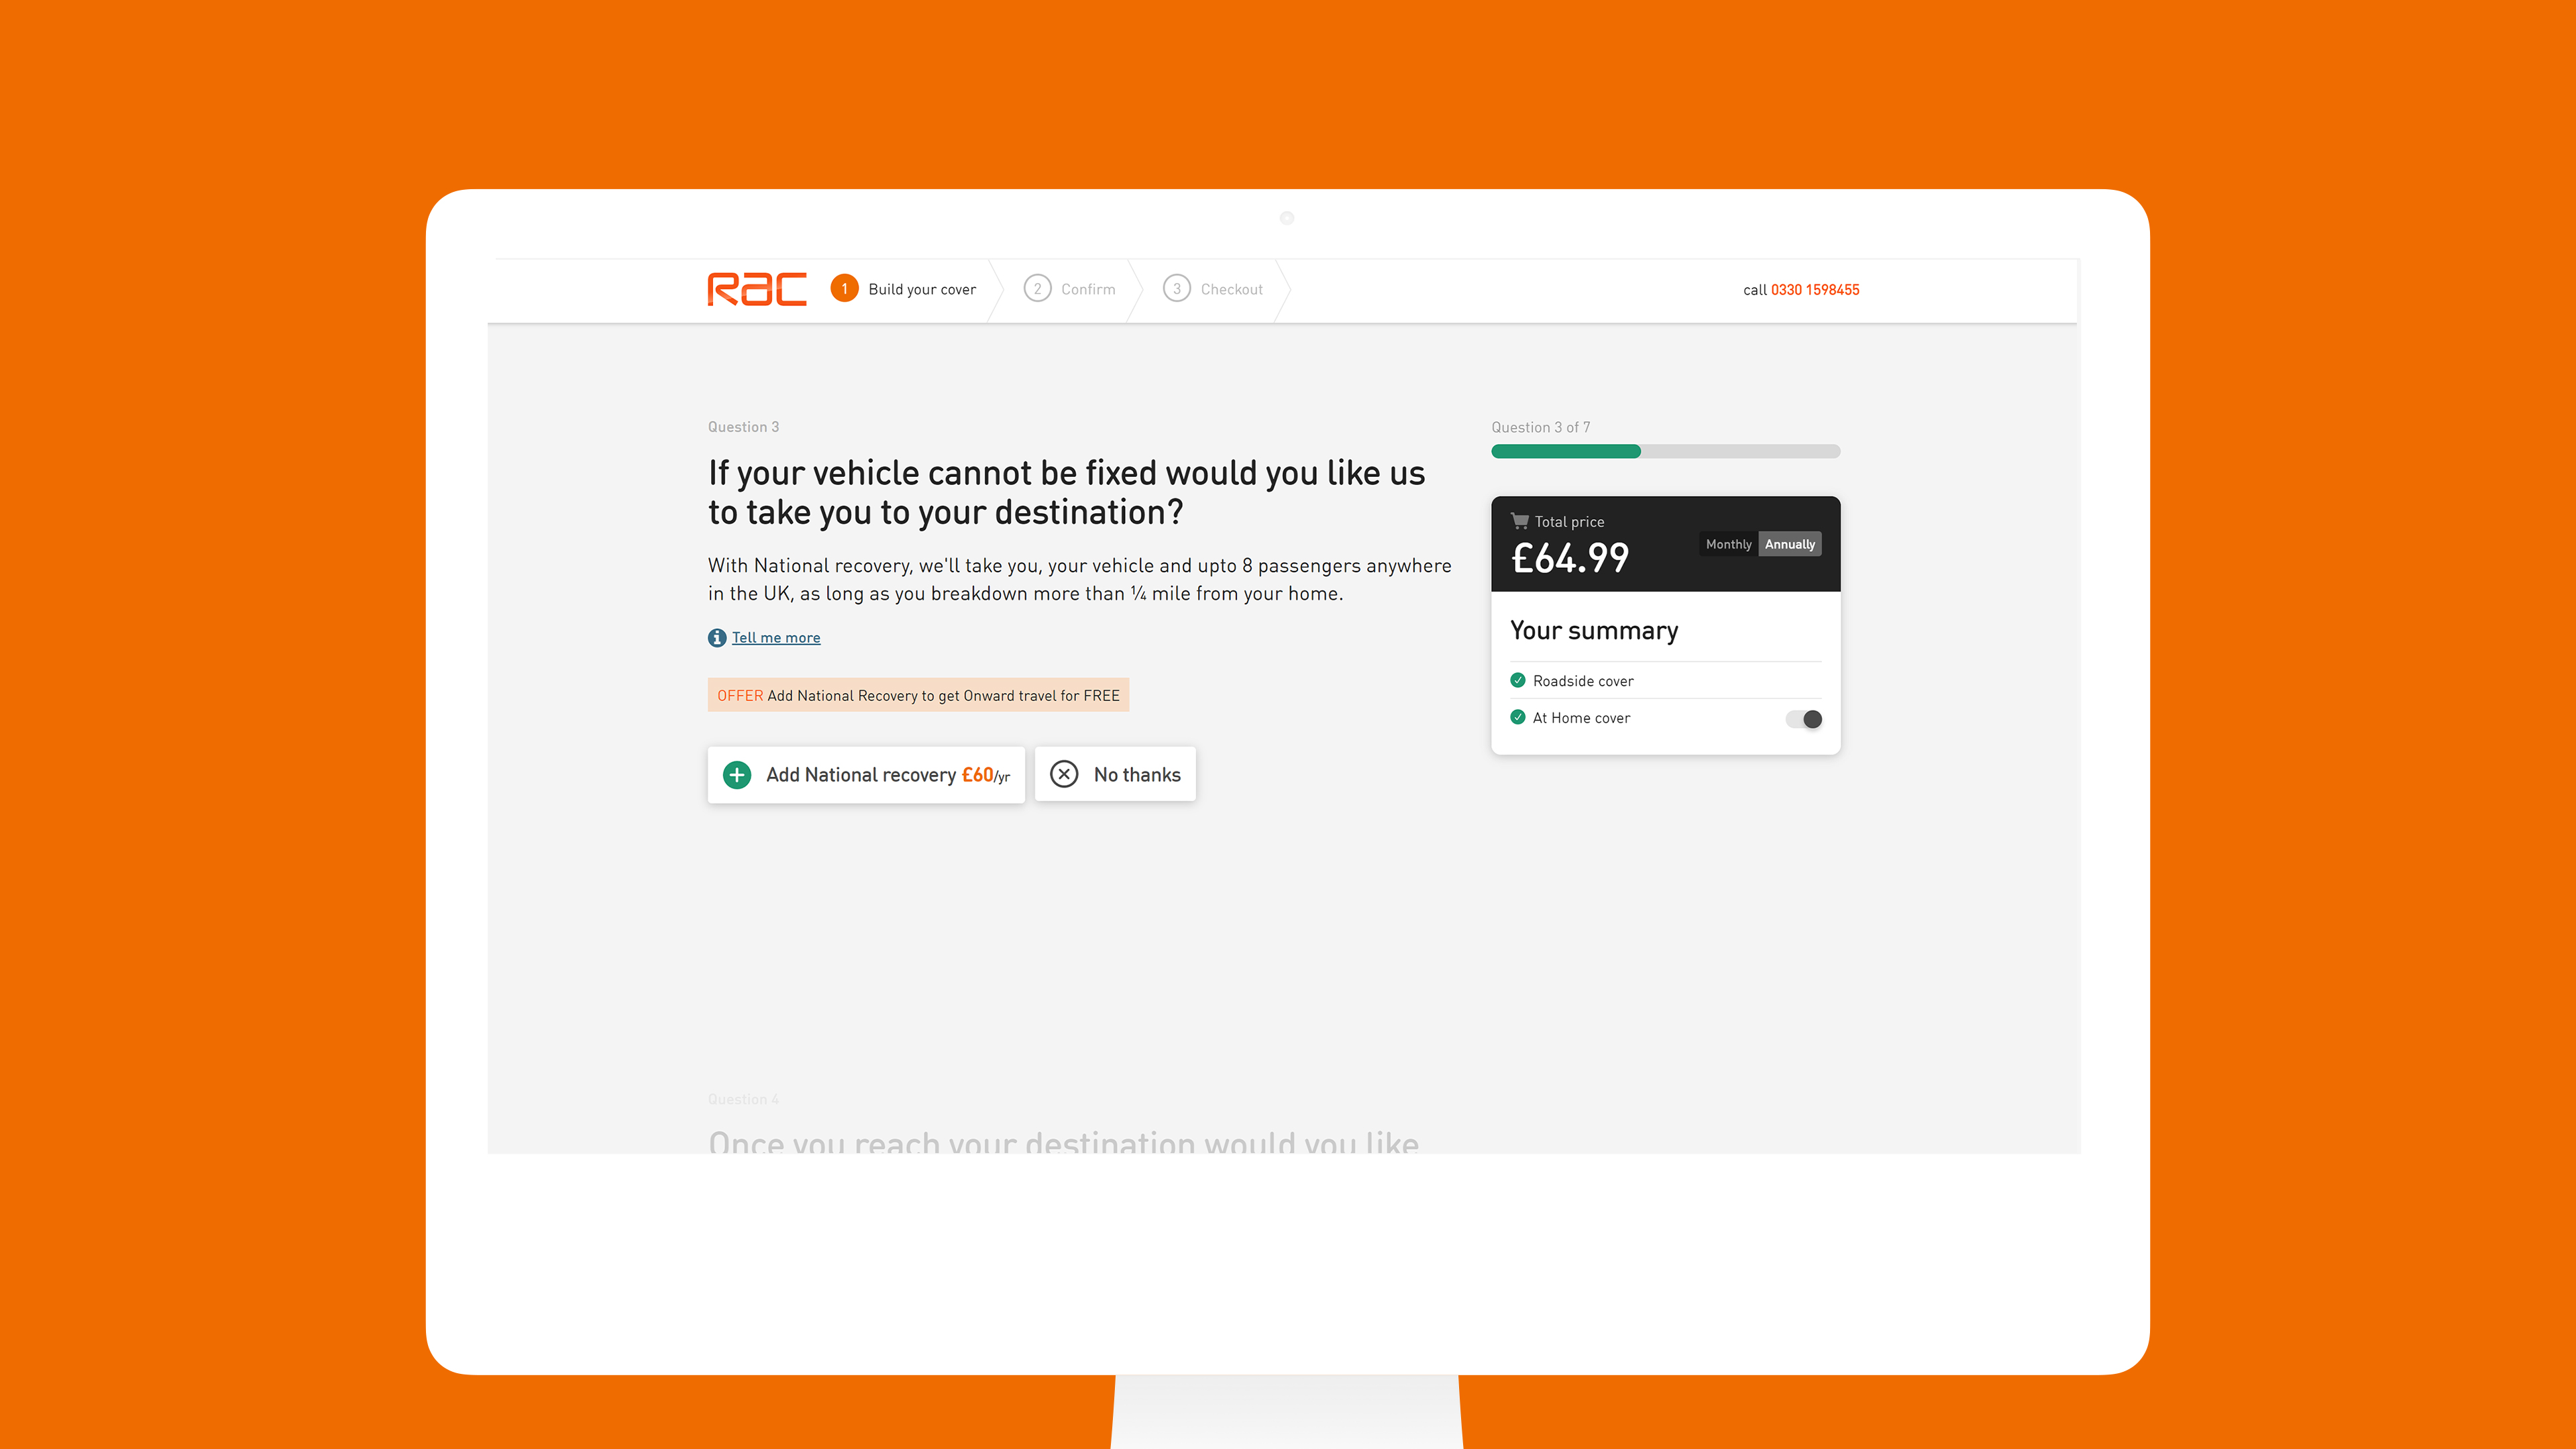 RAC
1 Build your cover
2 Confirm
3 Checkout
call 0330 1598455
Question 3
If your vehicle cannot be fixed would you like us
to take you to your destination?
With National recovery, we'll take you, your vehicle and upto 8 passengers anywhere
in the UK, as long as you breakdown more than ¼ mile from your home.
Tell me more
OFFER Add National Recovery to get Onward travel for FREE
Add National recovery £60/yr
No thanks
Question 3 of 7
Total price
£64.99
Monthly Annually
Your summary
Roadside cover
At Home cover
Question 4
Once you reach your destination would you like